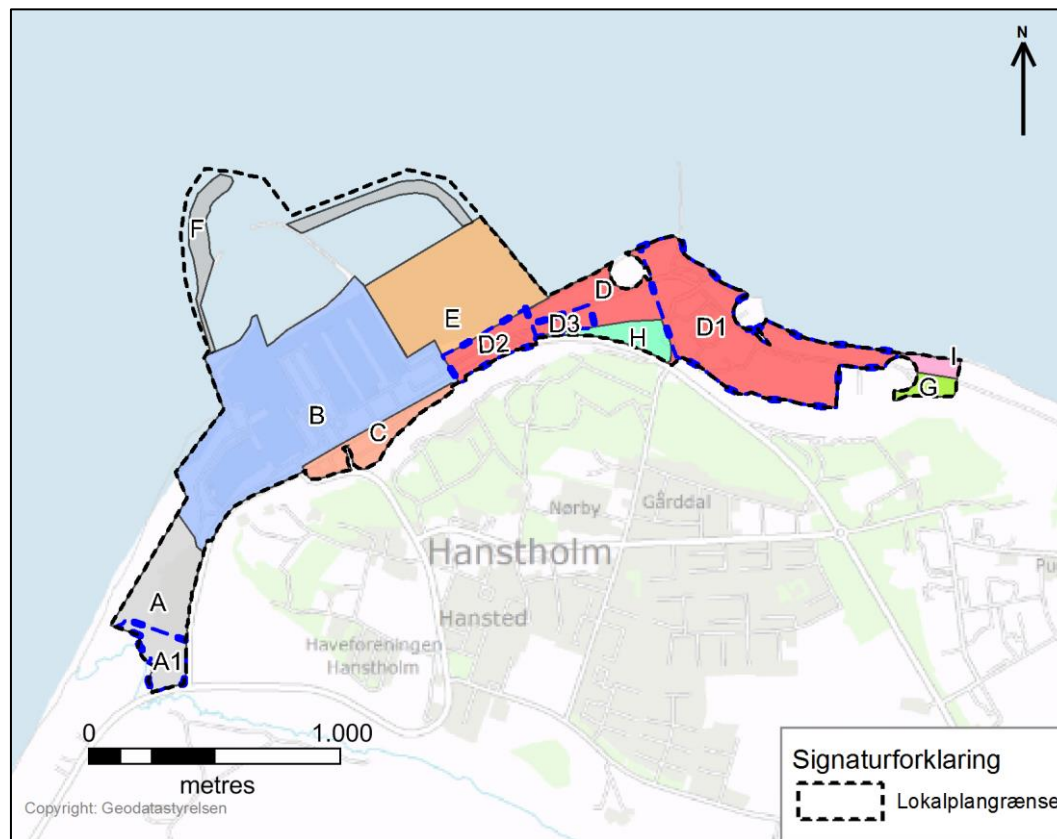 N
F
E
D
D3
D2
H
D1
I
G
B
C
Nørby
Gårddal
Hanstholm
Hansted
Haveforeningen
Hanstholm
A
A1
0 1.000
metres
Copyright: Geodatastyrelsen
Signaturforklaring
Lokalplangrænse